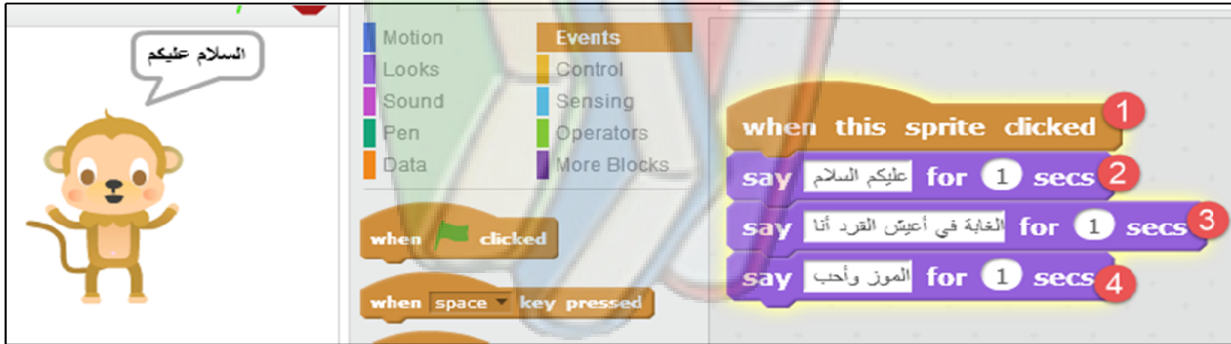 السلام عليكم
Motion
Looks
Sound
Pen
Data
Events
Control
Sensing
Operators
More Blocks
when clicked
when space key pressed
when this sprite clicked 1
say عليكم السلام for 1 secs 2
say الغابة في أعيش القرد أنا for 1 secs 3
say الموز وأحب for 1 secs 4